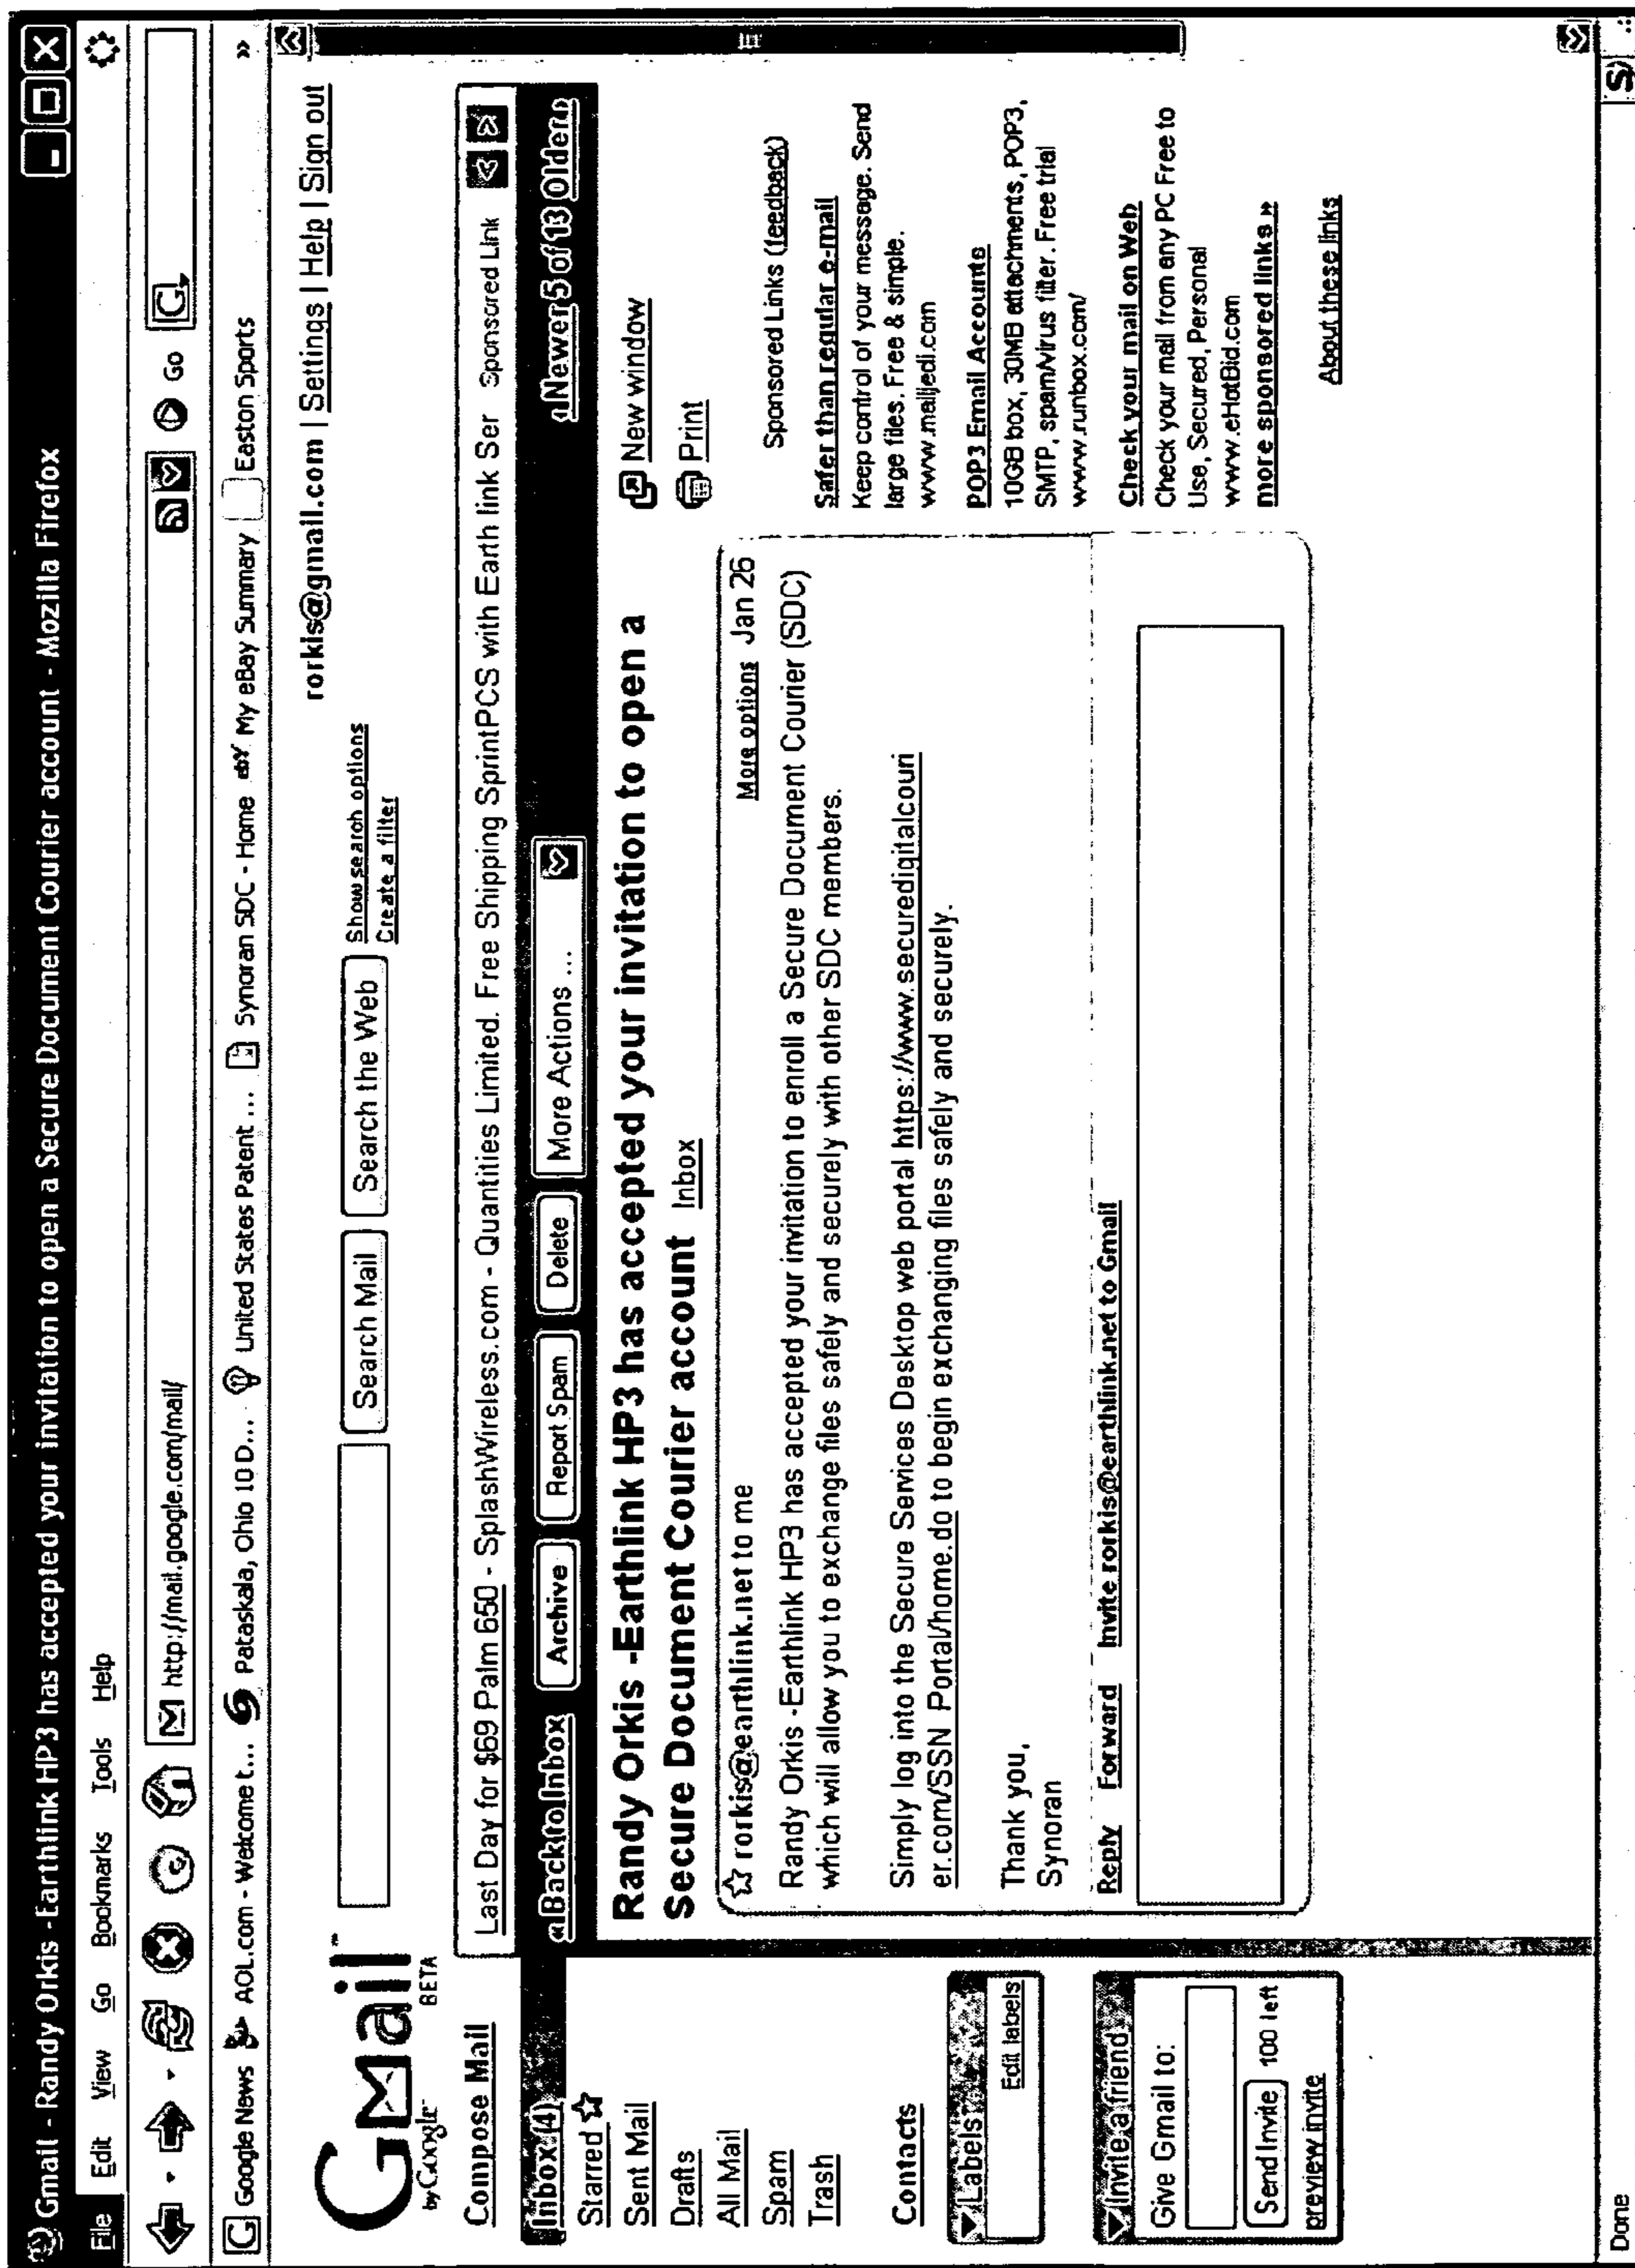 Gmail - Randy Orkis -Earthlink HP3 has accepted your invitation to open a Secure Document Courier account - Mozilla Firefox
File Edit View Go Bookmarks Tools Help
http://mail.google.com/mail/ Go G
Google News AOL.com - Welcome t... Pataskala, Ohio 10 D... United States Patent ... Synoran SDC - Home My eBay Summary Easton Sports »
rorkis@gmail.com | Settings | Help | Sign out
Gmail
by Google BETA
Search Mail Search the Web Show search options
Create a filter
Compose Mail
Inbox (4)
Starred
Sent Mail
Drafts
All Mail
Spam
Trash
Contacts
Labels
Edit labels
Invite a friend
Give Gmail to:
Send Invite 100 left
preview invite
Last Day for $69 Palm 650 - SplashWireless.com - Quantities Limited. Free Shipping SprintPCS with Earth link Ser Sponsored Link
« Back to Inbox Archive Report Spam Delete More Actions ... ‹ Newer 5 of 13 Older ›
Randy Orkis -Earthlink HP3 has accepted your invitation to open a
Secure Document Courier account Inbox
New window
Print
rorkis@earthlink.net to me More options Jan 26
Randy Orkis -Earthlink HP3 has accepted your invitation to enroll a Secure Document Courier (SDC)
which will allow you to exchange files safely and securely with other SDC members.
Simply log into the Secure Services Desktop web portal https://www.securedigitalcouri
er.com/SSN Portal/home.do to begin exchanging files safely and securely.
Thank you,
Synoran
Reply Forward Invite rorkis@earthlink.net to Gmail
Sponsored Links (feedback)
Safer than regular e-mail
Keep control of your message. Send
large files. Free & simple.
www.mailjedi.com
POP3 Email Accounts
10GB box, 30MB attachments, POP3,
SMTP, spam/virus filter. Free trial
www.runbox.com/
Check your mail on Web
Check your mail from any PC Free to
Use, Secured, Personal
www.eHotBid.com
more sponsored links »
About these links
Done